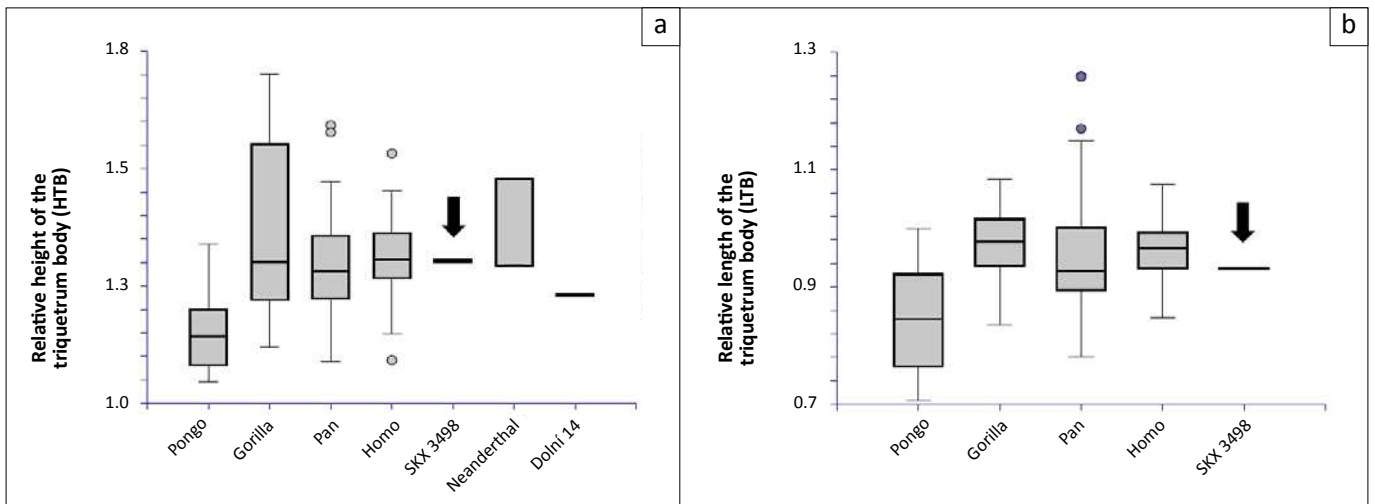 a
Relative height of the
triquetrum body (HTB)
1.8
1.5
1.3
1.0
Pongo
Gorilla
Pan
Homo
SKX 3498
Neanderthal
Dolní 14
b
Relative length of the
triquetrum body (LTB)
1.3
1.1
0.9
0.7
Pongo
Gorilla
Pan
Homo
SKX 3498